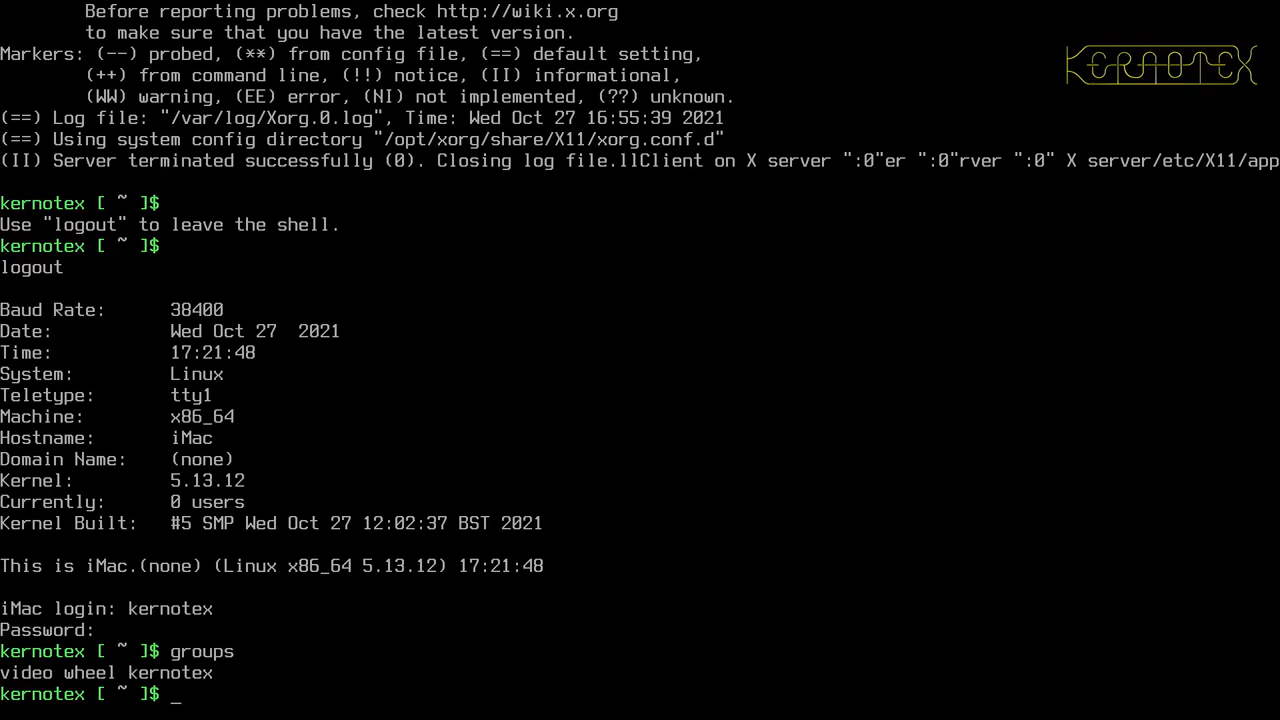 Before reporting problems, check http://wiki.x.org
to make sure that you have the latest version.
Markers: (--) probed, (**) from config file, (==) default setting,
(++) from command line, (!!) notice, (II) informational,
(WW) warning, (EE) error, (NI) not implemented, (??) unknown.
(==) Log file: "/var/log/Xorg.0.log", Time: Wed Oct 27 16:55:39 2021
(==) Using system config directory "/opt/xorg/share/X11/xorg.conf.d"
(II) Server terminated successfully (0). Closing log file.llClient on X server ":0"er ":0"rver ":0" X server/etc/X11/app
kernotex [ ~ ]$
Use "logout" to leave the shell.
kernotex [ ~ ]$
logout
Baud Rate: 38400
Date: Wed Oct 27  2021
Time: 17:21:48
System: Linux
Teletype: tty1
Machine: x86_64
Hostname: iMac
Domain Name: (none)
Kernel: 5.13.12
Currently: 0 users
Kernel Built: #5 SMP Wed Oct 27 12:02:37 BST 2021
This is iMac.(none) (Linux x86_64 5.13.12) 17:21:48
iMac login: kernotex
Password:
kernotex [ ~ ]$ groups
video wheel kernotex
kernotex [ ~ ]$ _
KERNOTEX